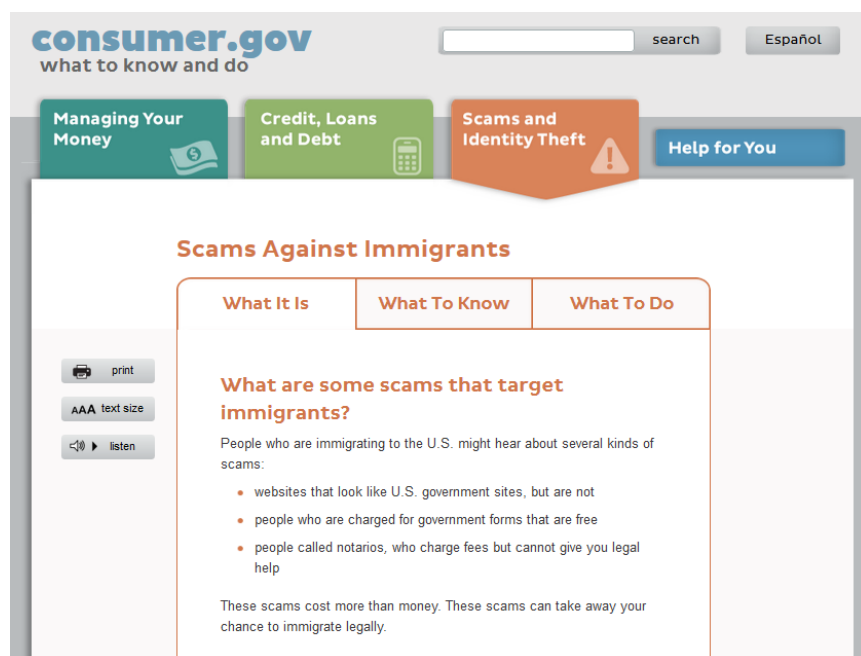 consumer.gov
what to know and do
search
Español
Managing Your
Money
Credit, Loans
and Debt
Scams and
Identity Theft
Help for You
Scams Against Immigrants
What It Is
What To Know
What To Do
print
AAA text size
listen
What are some scams that target
immigrants?
People who are immigrating to the U.S. might hear about several kinds of
scams:
• websites that look like U.S. government sites, but are not
• people who are charged for government forms that are free
• people called notarios, who charge fees but cannot give you legal
help
These scams cost more than money. These scams can take away your
chance to immigrate legally.